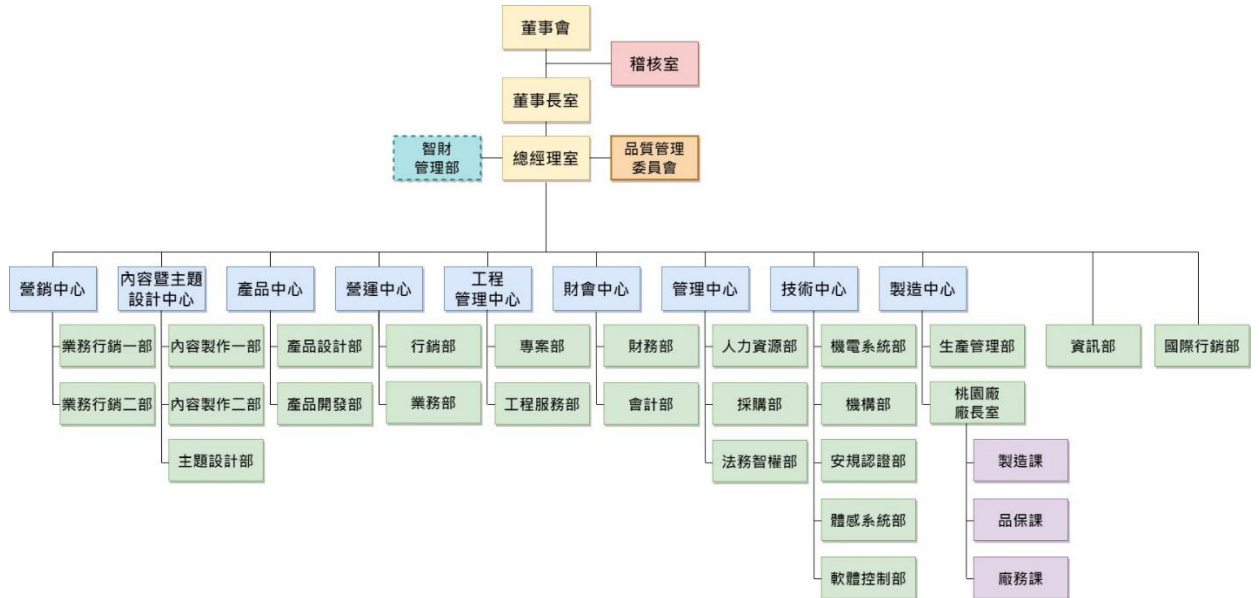 董事會
稽核室
董事長室
智財
管理部
總經理室
品質管理
委員會
營銷中心
內容暨主題
設計中心
產品中心
營運中心
工程
管理中心
財會中心
管理中心
技術中心
製造中心
業務行銷一部
內容製作一部
產品設計部
行銷部
專案部
財務部
人力資源部
機電系統部
生產管理部
資訊部
國際行銷部
業務行銷二部
內容製作二部
產品開發部
業務部
工程服務部
會計部
採購部
機構部
桃園廠
廠長室
主題設計部
法務智權部
安規認證部
製造課
體感系統部
品保課
軟體控制部
廠務課